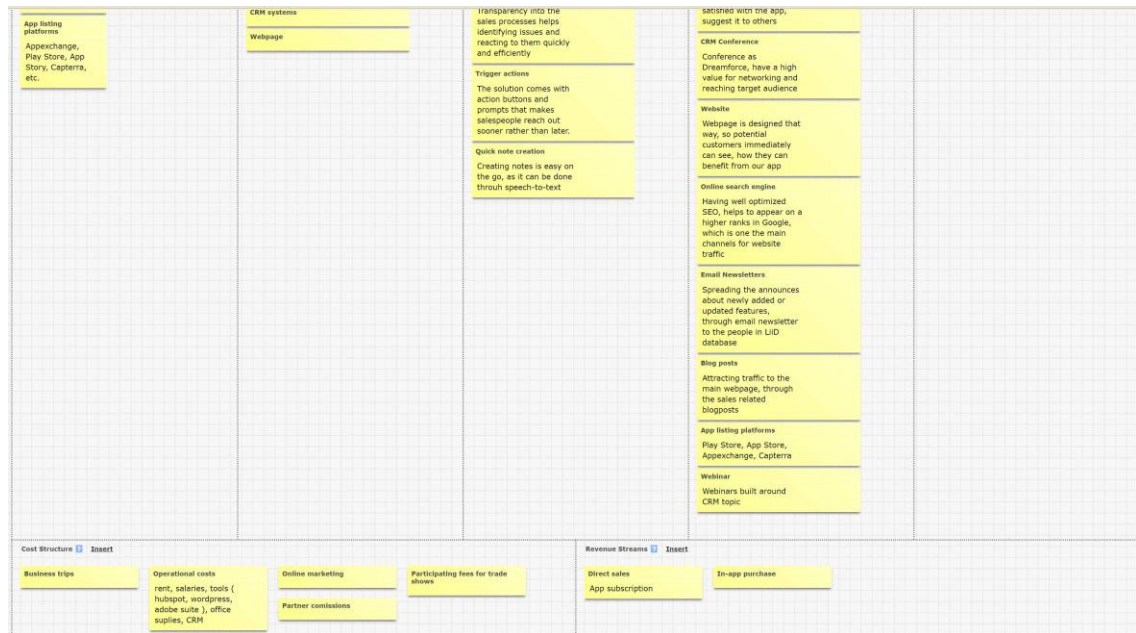 App listing
platforms
Appexchange,
Play Store, App
Story, Capterra,
etc.
CRM systems
Webpage
Transparency into the
sales processes helps
identifying issues and
reacting to them quickly
and efficiently
Trigger actions
The solution comes with
action buttons and
prompts that makes
salespeople reach out
sooner rather than later.
Quick note creation
Creating notes is easy on
the go, as it can be done
throuh speech-to-text
satisfied with the app,
suggest it to others
CRM Conference
Conference as
Dreamforce, have a high
value for networking and
reaching target audience
Website
Webpage is designed that
way, so potential
customers immediately
can see, how they can
benefit from our app
Online search engine
Having well optimized
SEO, helps to appear on a
higher ranks in Google,
which is one the main
channels for website
traffic
Email Newsletters
Spreading the announces
about newly added or
updated features,
through email newsletter
to the people in LiiD
database
Blog posts
Attracting traffic to the
main webpage, through
the sales related
blogposts
App listing platforms
Play Store, App Store,
Appexchange, Capterra
Webinar
Webinars built around
CRM topic
Cost Structure ? Insert
Business trips
Operational costs
rent, salaries, tools (
hubspot, wordpress,
adobe suite ), office
suplies, CRM
Online marketing
Partner comissions
Participating fees for trade
shows
Revenue Streams ? Insert
Direct sales
App subscription
In-app purchase